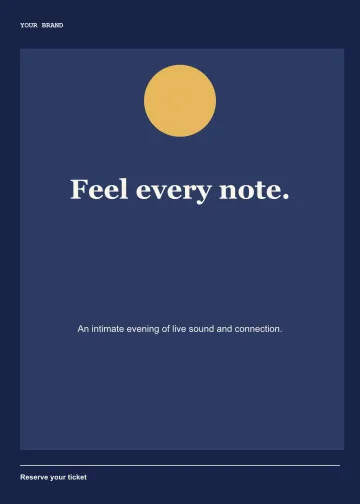 YOUR BRAND
Feel every note.
An intimate evening of live sound and connection.
Reserve your ticket